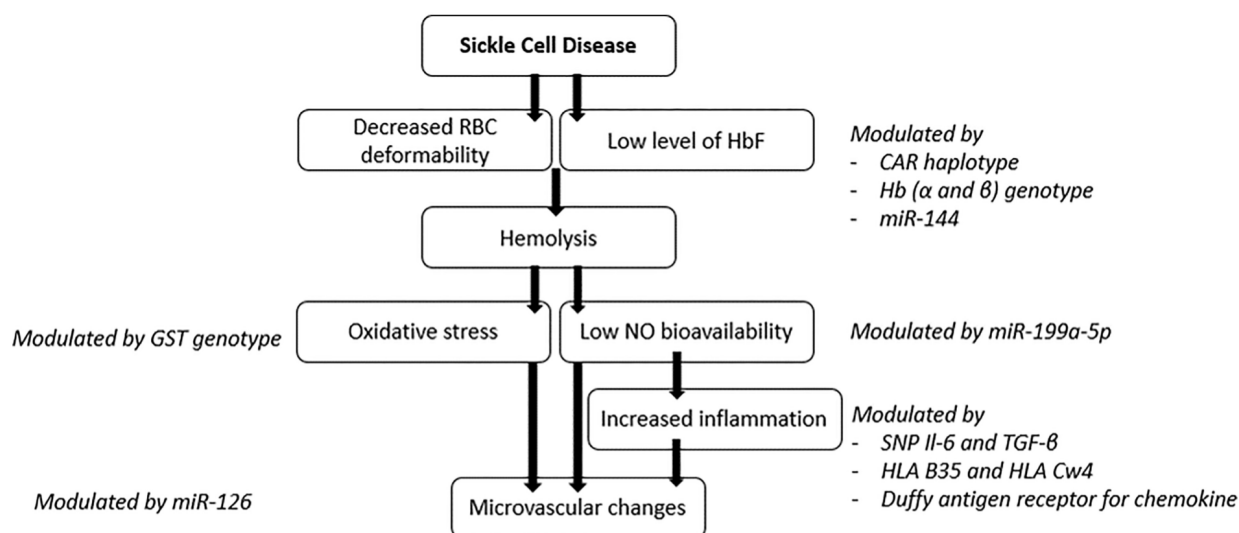 Sickle Cell Disease
Decreased RBC
deformability
Low level of HbF
Modulated by
- CAR haplotype
- Hb (α and β) genotype
- miR-144
Hemolysis
Modulated by GST genotype
Oxidative stress
Low NO bioavailability
Modulated by miR-199a-5p
Increased inflammation
Modulated by
- SNP Il-6 and TGF-β
- HLA B35 and HLA Cw4
- Duffy antigen receptor for chemokine
Modulated by miR-126
Microvascular changes